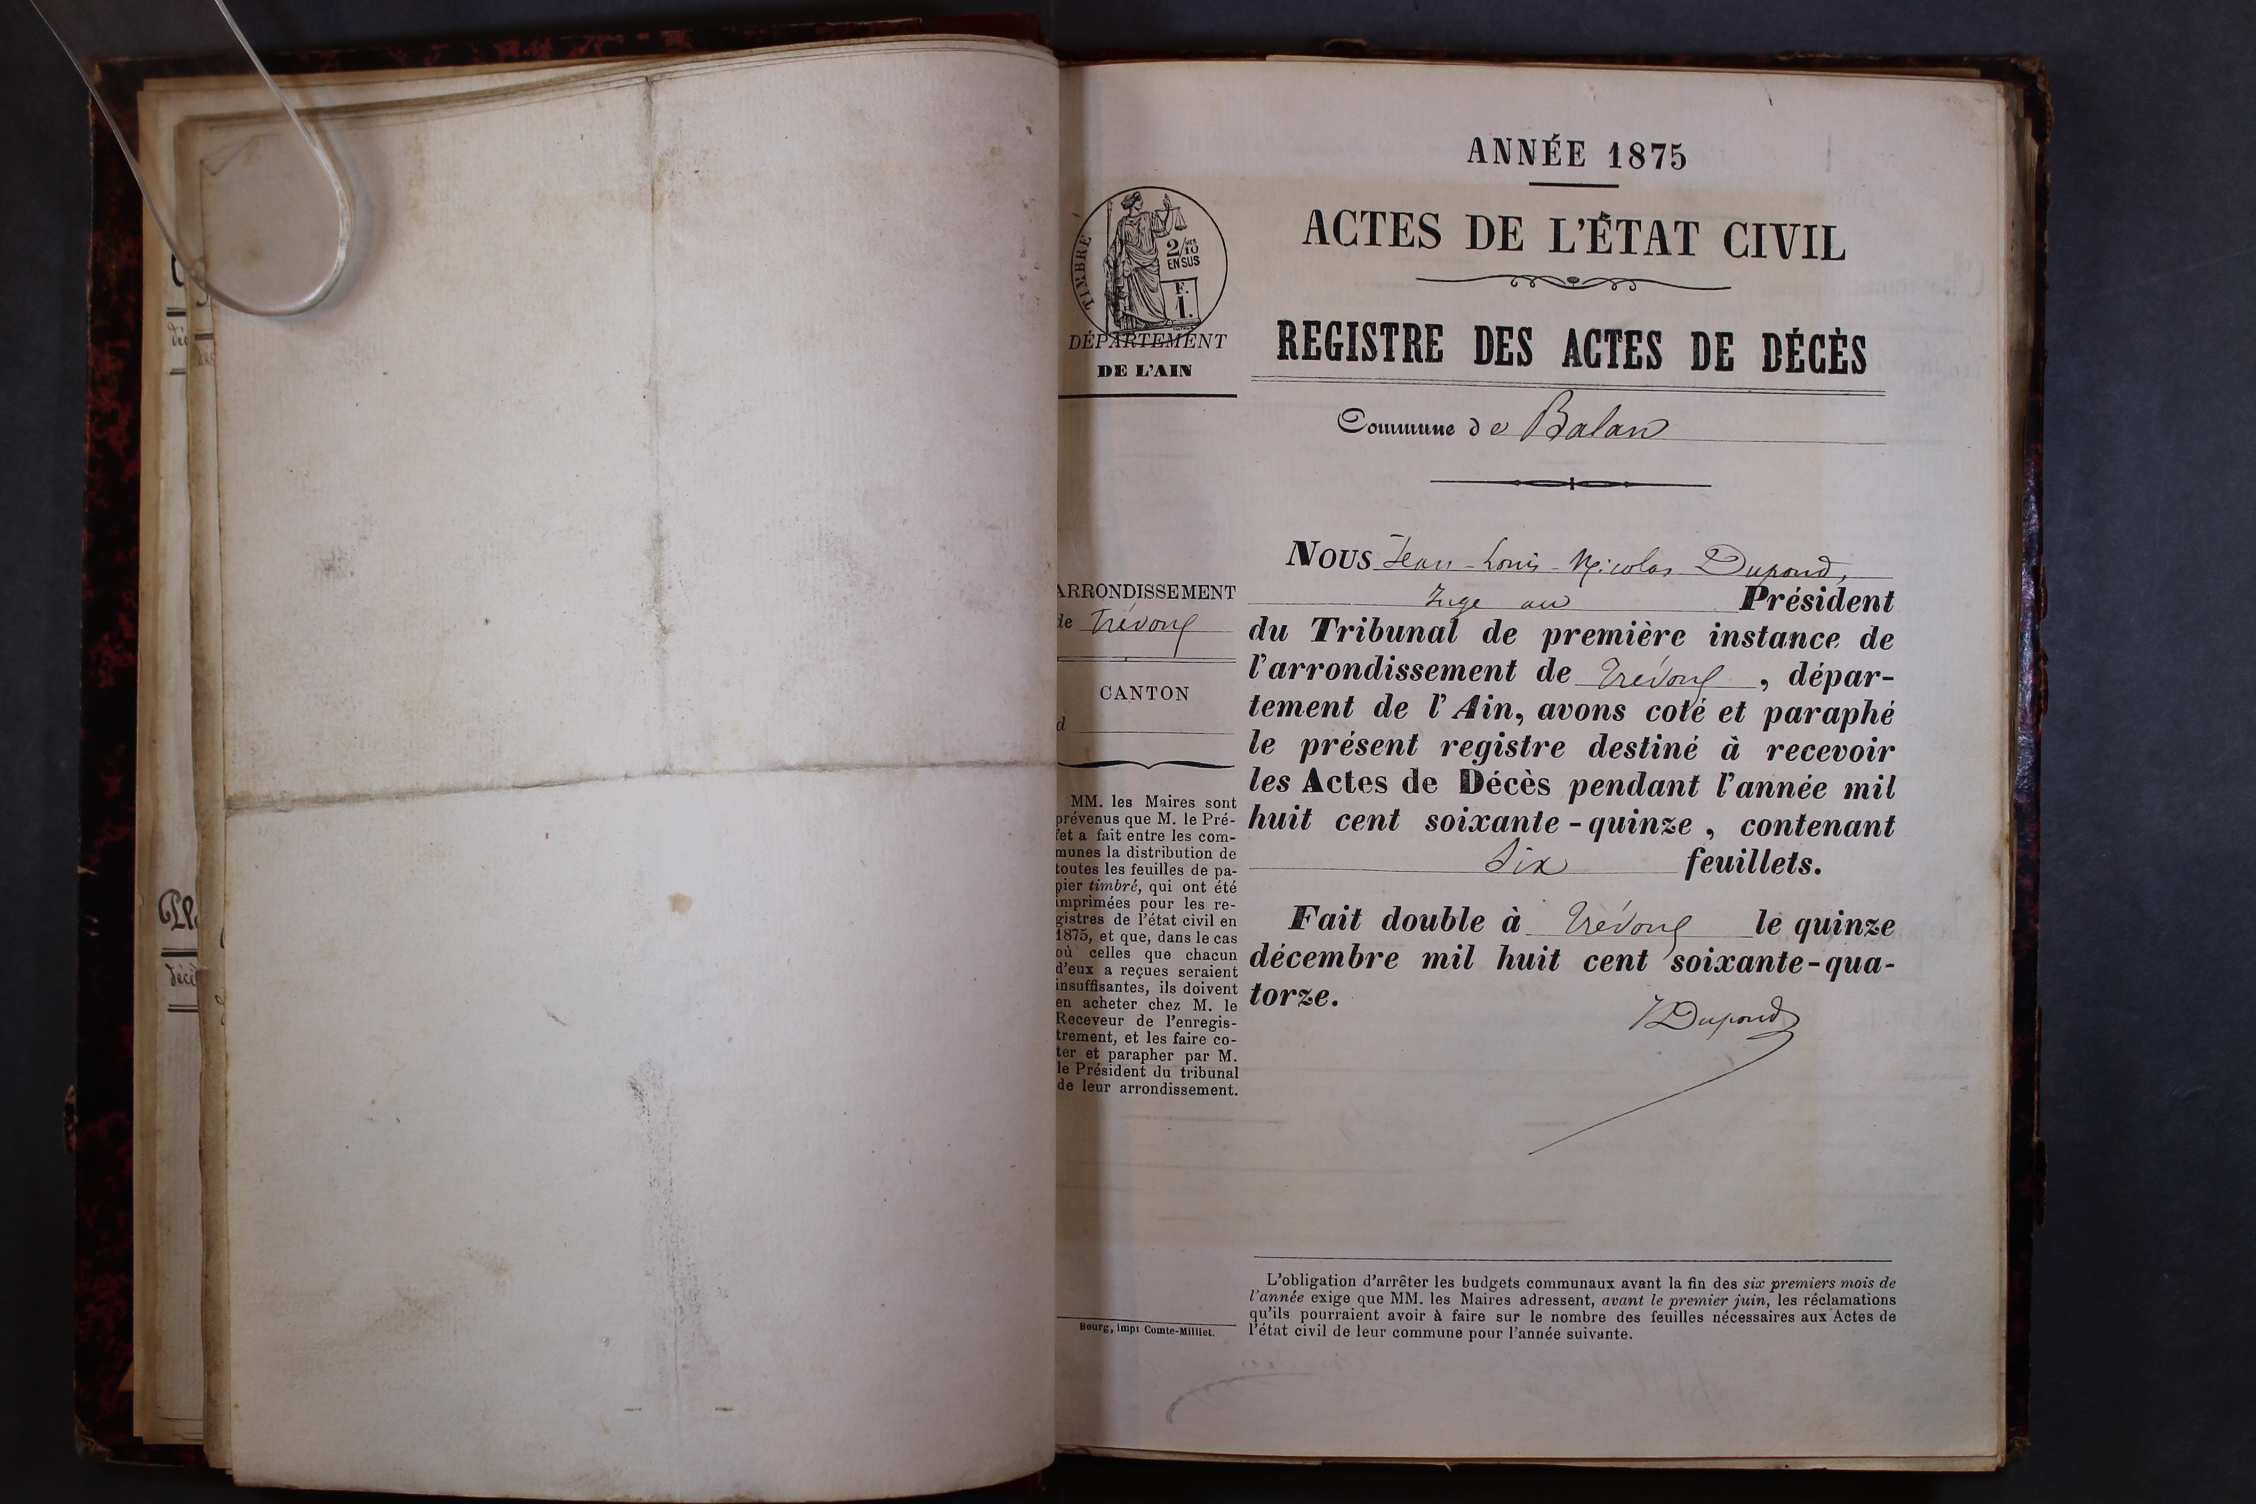 ANNÉE 1875
ACTES DE L'ÉTAT CIVIL
REGISTRE DES ACTES DE DÉCÈS
Commune de Balan
TIMBRE
2/10
EN SUS
F.
1.
DÉPARTEMENT
DE L'AIN
ARRONDISSEMENT
de Trévoux
CANTON
d
MM. les Maires sont
prévenus que M. le Pré-
fet a fait entre les com-
munes la distribution de
toutes les feuilles de pa-
pier timbré, qui ont été
imprimées pour les re-
gistres de l'état civil en
1875, et que, dans le cas
où celles que chacun
d'eux a reçues seraient
insuffisantes, ils doivent
en acheter chez M. le
Receveur de l'enregis-
trement, et les faire co-
ter et parapher par M.
le Président du tribunal
de leur arrondissement.
Bourg, imp. Comte-Milliet.
NOUS Jean-Louis-Nicolas Dupond,
Juge au Président
du Tribunal de première instance de
l'arrondissement de Trévoux, dépar-
tement de l'Ain, avons coté et paraphé
le présent registre destiné à recevoir
les Actes de Décès pendant l'année mil
huit cent soixante-quinze, contenant
Six feuillets.
Fait double à Trévoux le quinze
décembre mil huit cent soixante-qua-
torze.
Dupond
L'obligation d'arrêter les budgets communaux avant la fin des six premiers mois de
l'année exige que MM. les Maires adressent, avant le premier juin, les réclamations
qu'ils pourraient avoir à faire sur le nombre des feuilles nécessaires aux Actes de
l'état civil de leur commune pour l'année suivante.